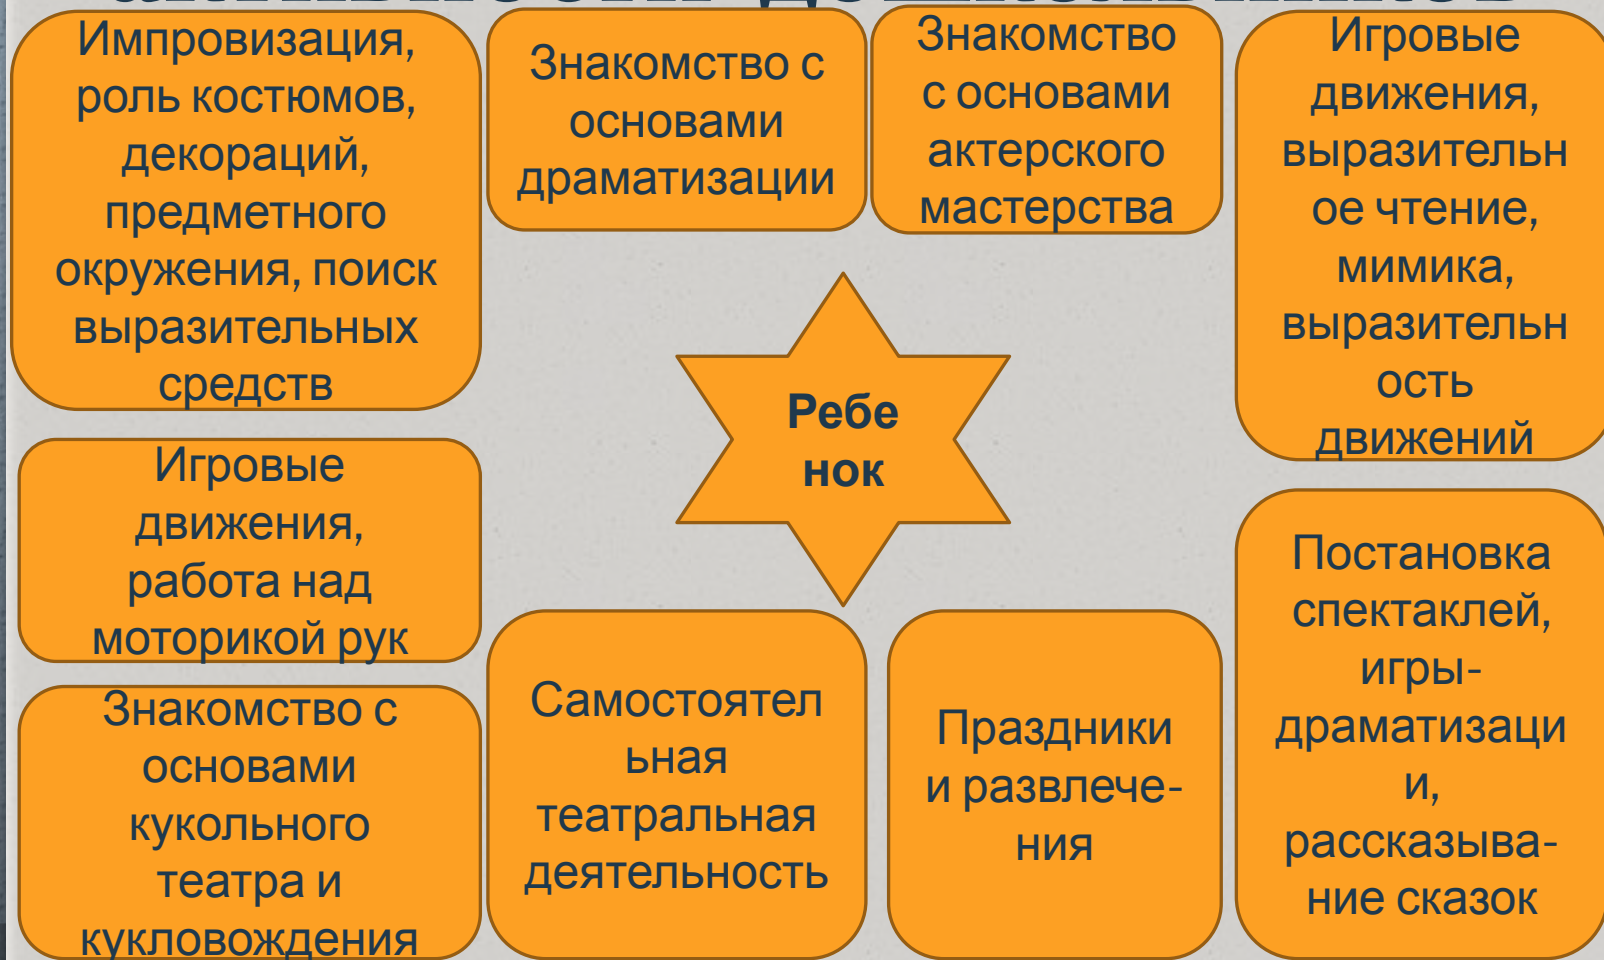 Импровизация,
роль костюмов,
декораций,
предметного
окружения, поиск
выразительных
средств
Знакомство с
основами
драматизации
Знакомство
с основами
актерского
мастерства
Игровые
движения,
выразительн
ое чтение,
мимика,
выразительн
ость
движений
Ребе
нок
Игровые
движения,
работа над
моторикой рук
Знакомство с
основами
кукольного
театра и
кукловождения
Самостоятел
ьная
театральная
деятельность
Праздники
и развлече-
ния
Постановка
спектаклей,
игры-
драматизаци
и,
рассказыва-
ние сказок